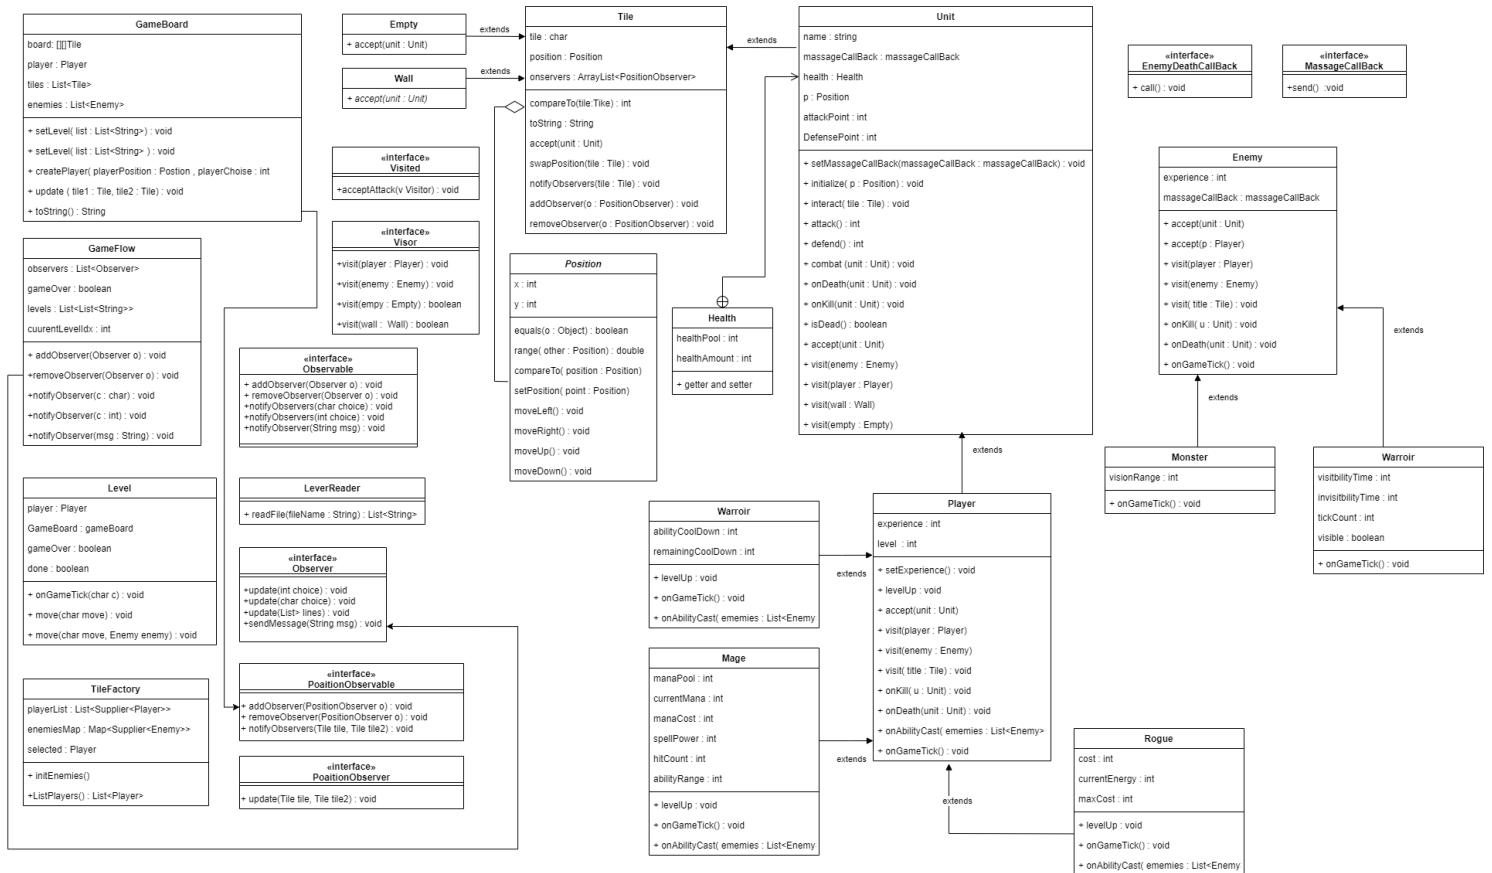 GameBoard
board: [][]Tile
player : Player
tiles : List<Tile>
enemies : List<Enemy>
+ setLevel( list : List<String>) : void
+ setLevel( list : List<String> ) : void
+ createPlayer( playerPosition : Postion , playerChoise : int
+ update ( tile1 : Tile, tile2 : Tile) : void
+ toString() : String
GameFlow
observers : List<Observer>
gameOver : boolean
levels : List<List<String>>
cuurentLevelIdx : int
+ addObserver(Observer o) : void
+removeObserver(Observer o) : void
+notifyObserver(c : char) : void
+notifyObserver(c : int) : void
+notifyObserver(msg : String) : void
Level
player : Player
GameBoard : gameBoard
gameOver : boolean
done : boolean
+ onGameTick(char c) : void
+ move(char move) : void
+ move(char move, Enemy enemy) : void
TileFactory
playerList : List<Supplier<Player>>
enemiesMap : Map<Supplier<Enemy>>
selected : Player
+ initEnemies()
+ListPlayers() : List<Player>
Empty
+ accept(unit : Unit)
extends
Wall
+ accept(unit : Unit)
extends
«interface»
Visited
+acceptAttack(v Visitor) : void
«interface»
Visor
+visit(player : Player) : void
+visit(enemy : Enemy) : void
+visit(empy : Empty) : boolean
+visit(wall :  Wall) : boolean
«interface»
Observable
+ addObserver(Observer o) : void
+ removeObserver(Observer o) : void
+notifyObservers(char choice) : void
+notifyObservers(int choice) : void
+notifyObserver(String msg) : void
LeverReader
+ readFile(fileName : String) : List<String>
«interface»
Observer
+update(int choice) : void
+update(char choice) : void
+update(List> lines) : void
+sendMessage(String msg) : void
«interface»
PoaitionObservable
+ addObserver(PositionObserver o) : void
+ removeObserver(PositionObserver o) : void
+ notifyObservers(Tile tile, Tile tile2) : void
«interface»
PoaitionObserver
+ update(Tile tile, Tile tile2) : void
Tile
tile : char
position : Position
onservers : ArrayList<PositionObserver>
compareTo(tile:Tike) : int
toString : String
accept(unit : Unit)
swapPosition(tile : Tile) : void
notifyObservers(tile : Tile) : void
addObserver(o : PositionObserver) : void
removeObserver(o : PositionObserver) : void
extends
Position
x : int
y : int
equals(o : Object) : boolean
range( other : Position) : double
compareTo( position : Position)
setPosition( point : Position)
moveLeft() : void
moveRight() : void
moveUp() : void
moveDown() : void
Health
healthPool : int
healthAmount : int
+ getter and setter
Unit
name : string
massageCallBack : massageCallBack
health : Health
p : Position
attackPoint : int
DefensePoint : int
+ setMassageCallBack(massageCallBack : massageCallBack) : void
+ initialize( p : Position) : void
+ interact( tile : Tile) : void
+ attack() : int
+ defend() : int
+ combat (unit : Unit) : void
+ onDeath(unit : Unit) : void
+ onKill(unit : Unit) : void
+ isDead() : boolean
+ accept(unit : Unit)
+ visit(enemy : Enemy)
+ visit(player : Player)
+ visit(wall : Wall)
+ visit(empty : Empty)
extends
Warroir
abilityCoolDown : int
remainingCoolDown : int
+ levelUp : void
+ onGameTick() : void
+ onAbilityCast( ememies : List<Enemy
extends
Mage
manaPool : int
currentMana : int
manaCost : int
spellPower : int
hitCount : int
abilityRange : int
+ levelUp : void
+ onGameTick() : void
+ onAbilityCast( ememies : List<Enemy
extends
Player
experience : int
level  : int
+ setExperience() : void
+ levelUp : void
+ accept(unit : Unit)
+ visit(player : Player)
+ visit(enemy : Enemy)
+ visit( title : Tile) : void
+ onKill( u : Unit) : void
+ onDeath(unit : Unit) : void
+ onAbilityCast( ememies : List<Enemy>
+ onGameTick() : void
extends
Rogue
cost : int
currentEnergy : int
maxCost : int
+ levelUp : void
+ onGameTick() : void
+ onAbilityCast( ememies : List<Enemy
«interface»
EnemyDeathCallBack
+ call() : void
«interface»
MassageCallBack
+send()  :void
Enemy
experience : int
massageCallBack : massageCallBack
+ accept(unit : Unit)
+ accept(p : Player)
+ visit(player : Player)
+ visit(enemy : Enemy)
+ visit( title : Tile) : void
+ onKill( u : Unit) : void
+ onDeath(unit : Unit) : void
+ onGameTick() : void
extends
extends
Monster
visionRange : int
+ onGameTick() : void
Warroir
visitbilityTime : int
invisitbilityTime : int
tickCount : int
visible : boolean
+ onGameTick() : void